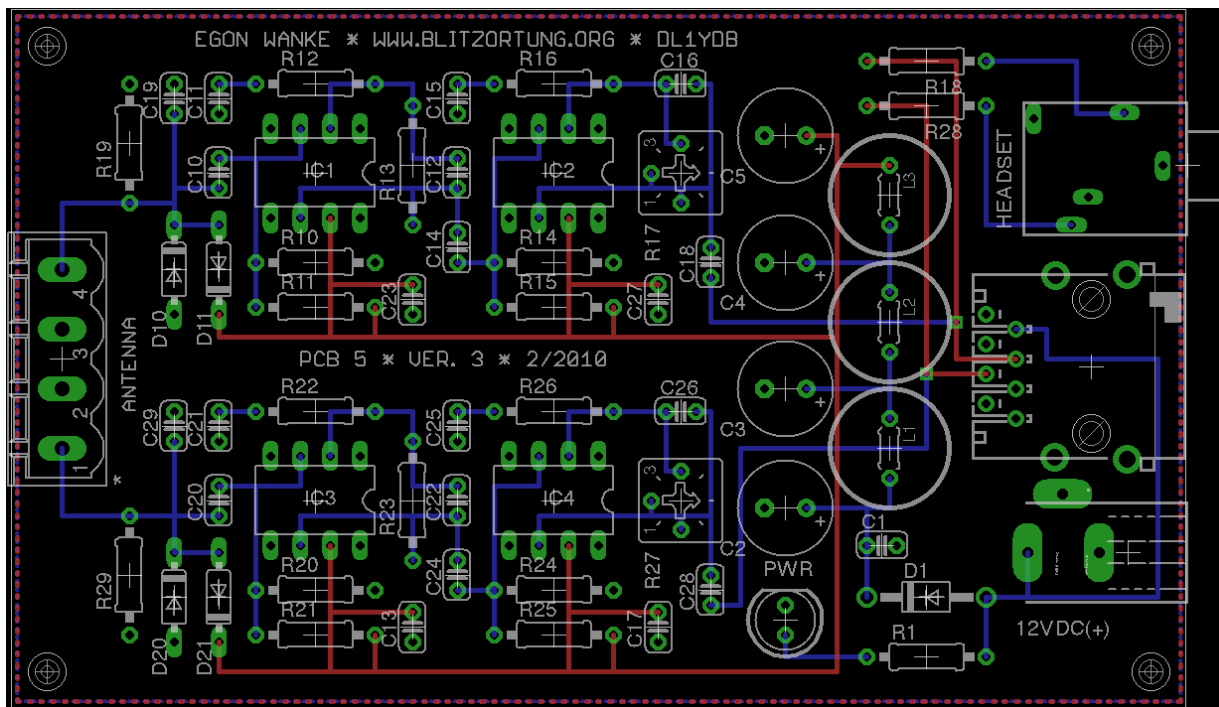 EGON WANKE * WWW.BLITZORTUNG.ORG * DL1YDB
R12
R16
C16
C19
C11
C15
R18
R28
R19
C10
IC1
R13
C12
IC2
3
1
C5
L3
HEADSET
C14
R10
R14
R17
C18
R11
C23
R15
C27
C4
L2
D10
D11
4
3
2
1
ANTENNA
*
PCB 5 * VER. 3 * 2/2010
R22
R26
C26
C29
C21
C25
C3
L1
C20
IC3
R23
C22
IC4
3
1
C2
C1
R29
C24
R20
R24
R27
C28
PWR
D1
R21
C13
R25
C17
12VDC(+)
D20
D21
R1
+
+
+
+